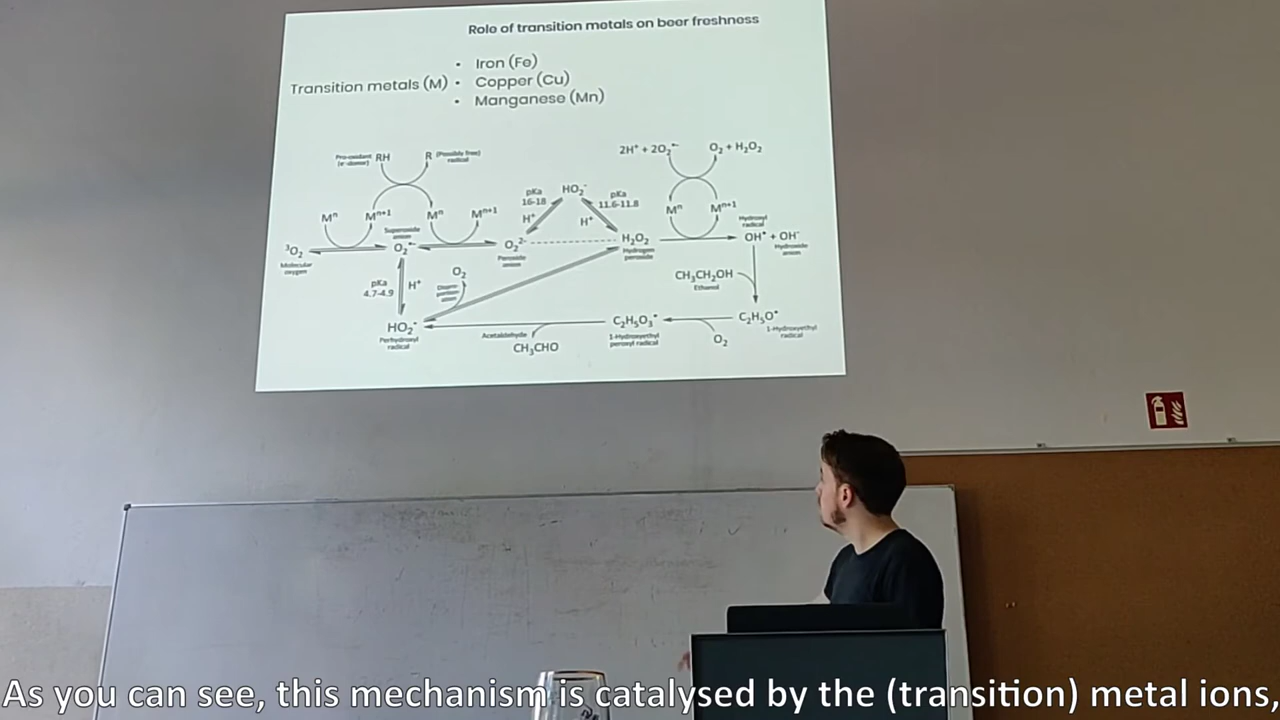 Role of transition metals on beer freshness
• Iron (Fe)
Transition metals (M) • Copper (Cu)
• Manganese (Mn)
Pro-oxidant RH R (Possibly free)
(e⁻ donor) radical
2H⁺ + 2O₂•⁻ O₂ + H₂O₂
Mⁿ Mⁿ⁺¹ Mⁿ Mⁿ⁺¹
pKa HO₂⁻ pKa
16-18 11.6-11.8
H⁺ H⁺
Mⁿ Mⁿ⁺¹
Superoxide
anion
Hydroxyl
radical
³O₂ O₂•⁻ O₂²⁻ H₂O₂ OH• + OH⁻
Molecular
oxygen
Peroxide
anion
Hydrogen
peroxide
Hydroxide
anion
pKa H⁺
4.7-4.9
O₂
CH₃CH₂OH
Ethanol
HO₂•
Perhydroxyl
radical
Acetaldehyde
CH₃CHO
C₂H₅O₃•
1-Hydroxyethyl
peroxyl radical
O₂
C₂H₅O•
1-Hydroxyethyl
radical
As you can see, this mechanism is catalysed by the (transition) metal ions,